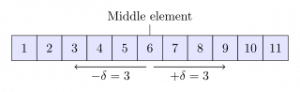 Middle element
1 2 3 4 5 6 7 8 9 10 11
−δ = 3 +δ = 3